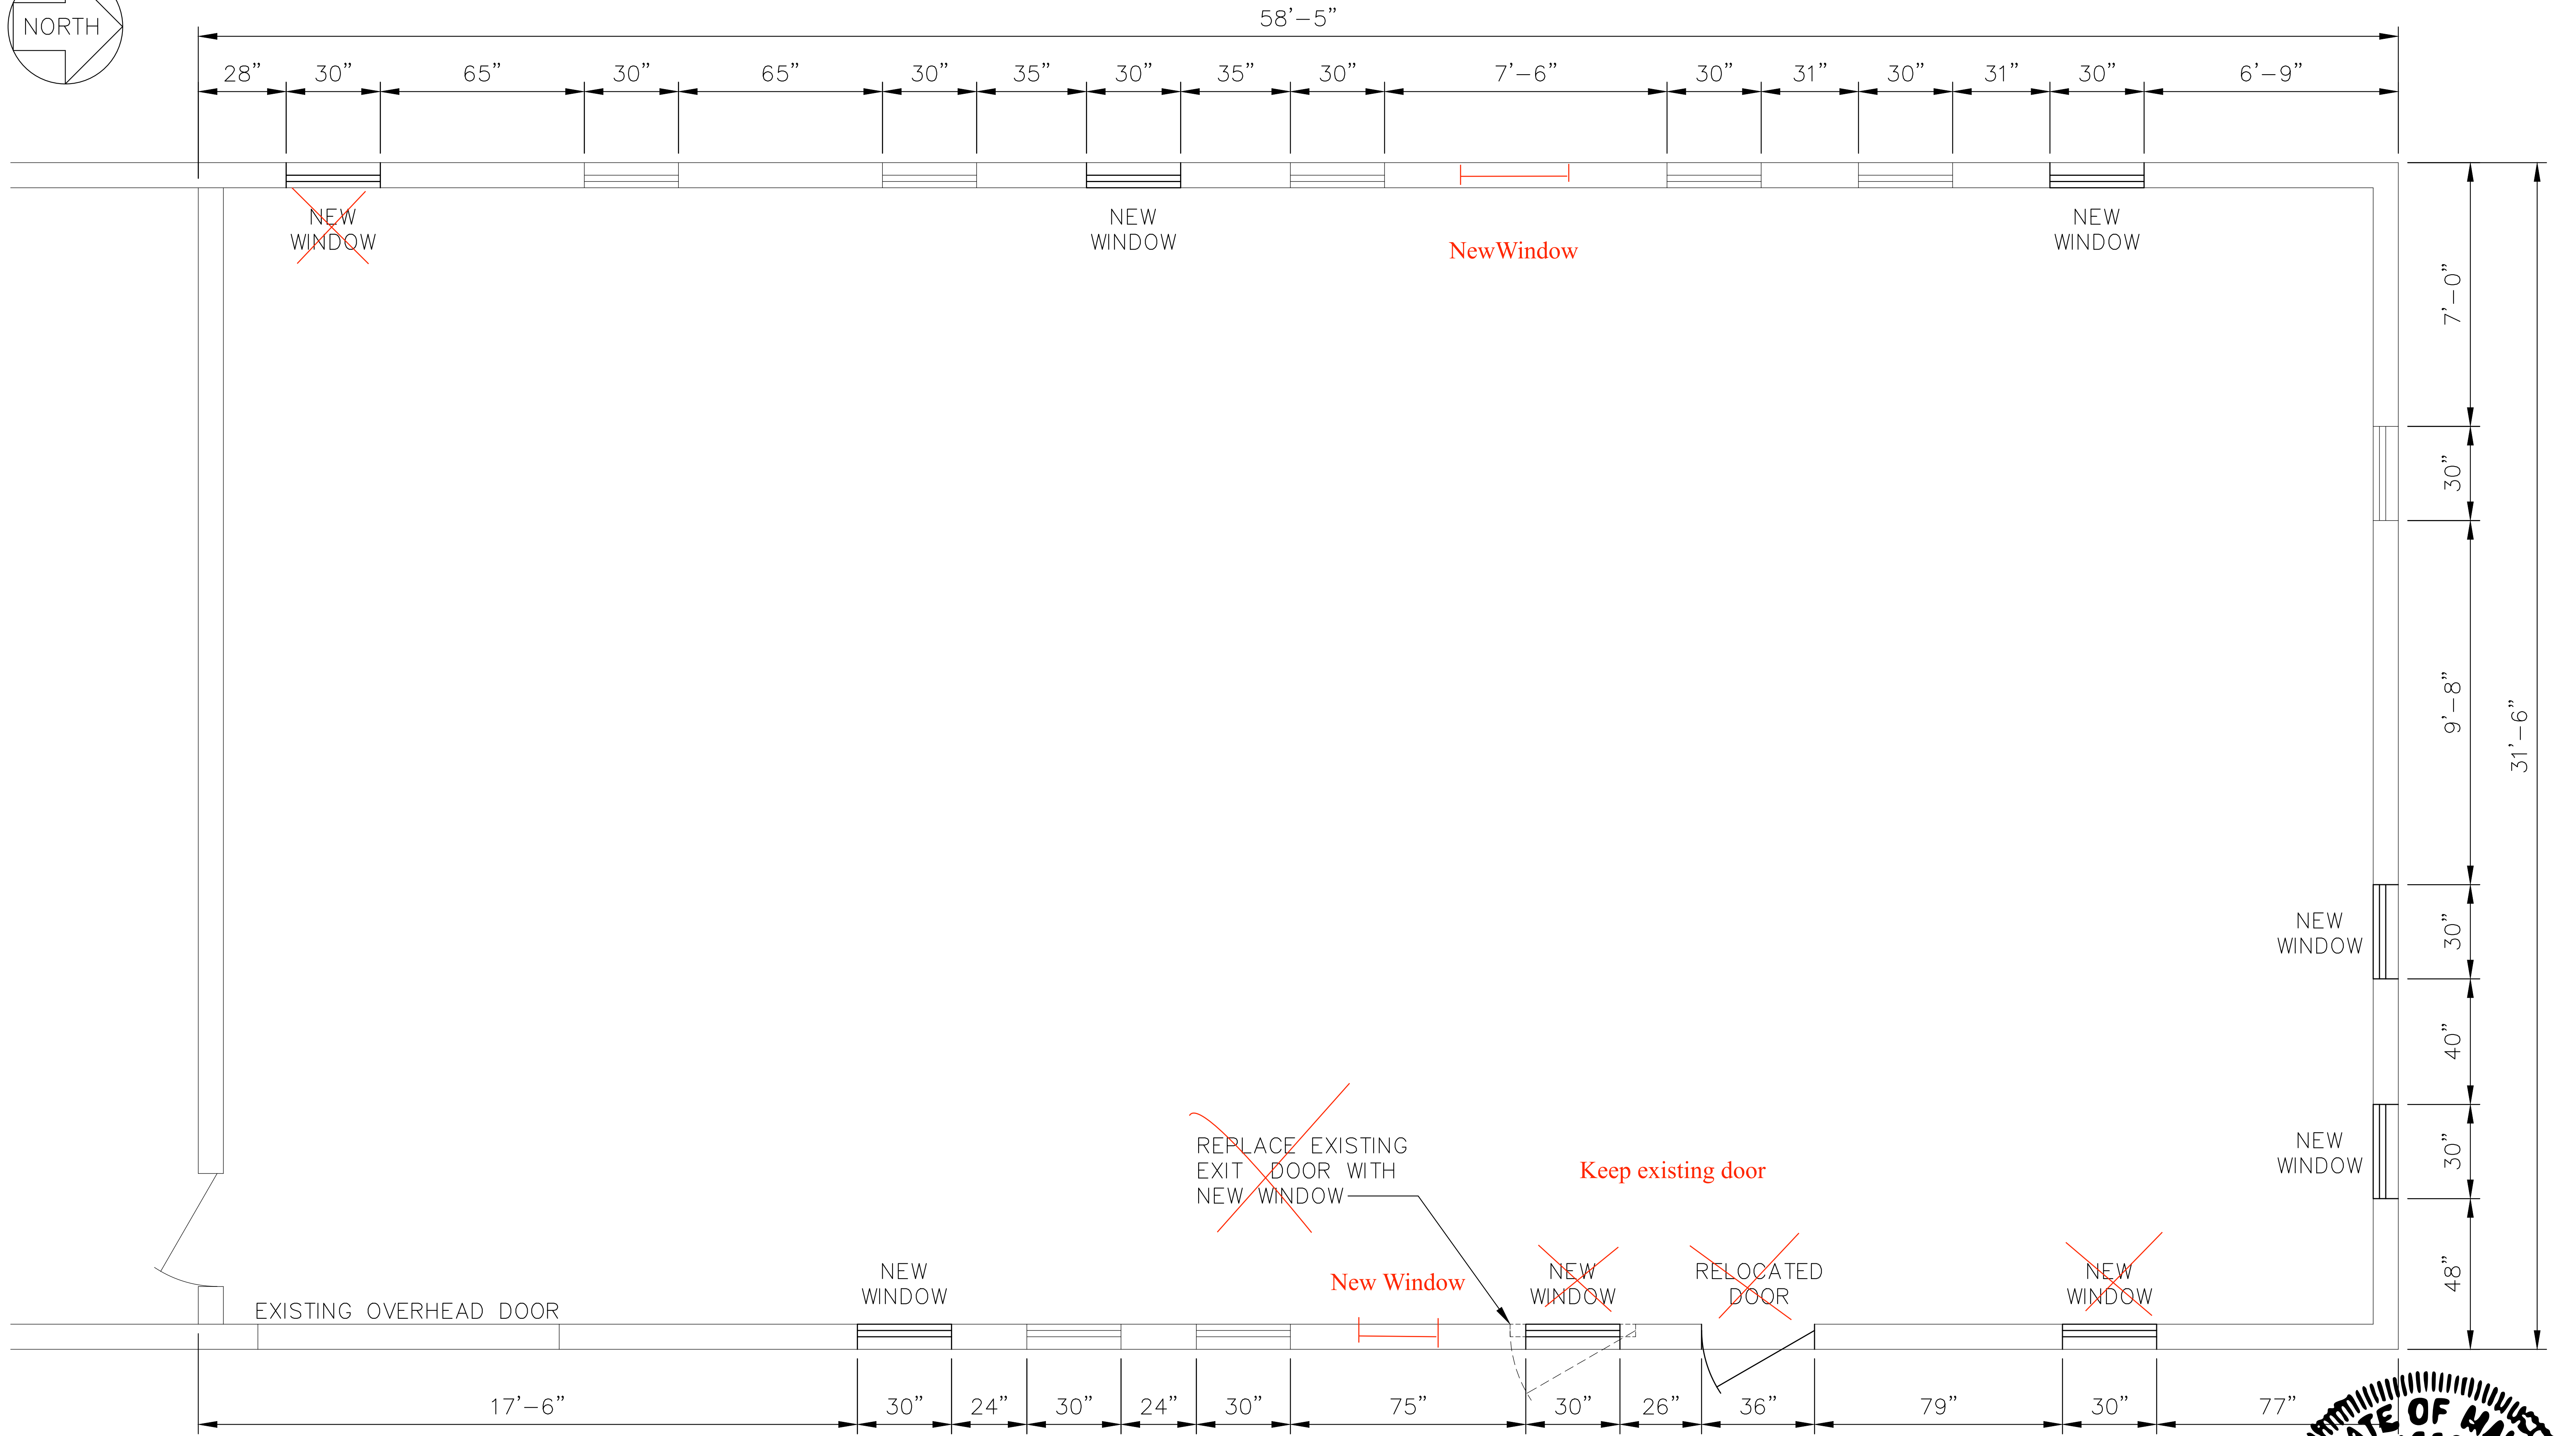 NORTH
58'-5"
28" 30" 65" 30" 65" 30" 35" 30" 35" 30" 7'-6" 30" 31" 30" 31" 30" 6'-9"
NEW
WINDOW
NEW
WINDOW
NewWindow
NEW
WINDOW
7'-0"
30"
9'-8"
31'-6"
30"
40"
30"
48"
NEW
WINDOW
NEW
WINDOW
REPLACE EXISTING
EXIT DOOR WITH
NEW WINDOW
Keep existing door
EXISTING OVERHEAD DOOR
NEW
WINDOW
New Window
NEW
WINDOW
RELOCATED
DOOR
NEW
WINDOW
17'-6" 30" 24" 30" 24" 30" 75" 30" 26" 36" 79" 30" 77"
OF